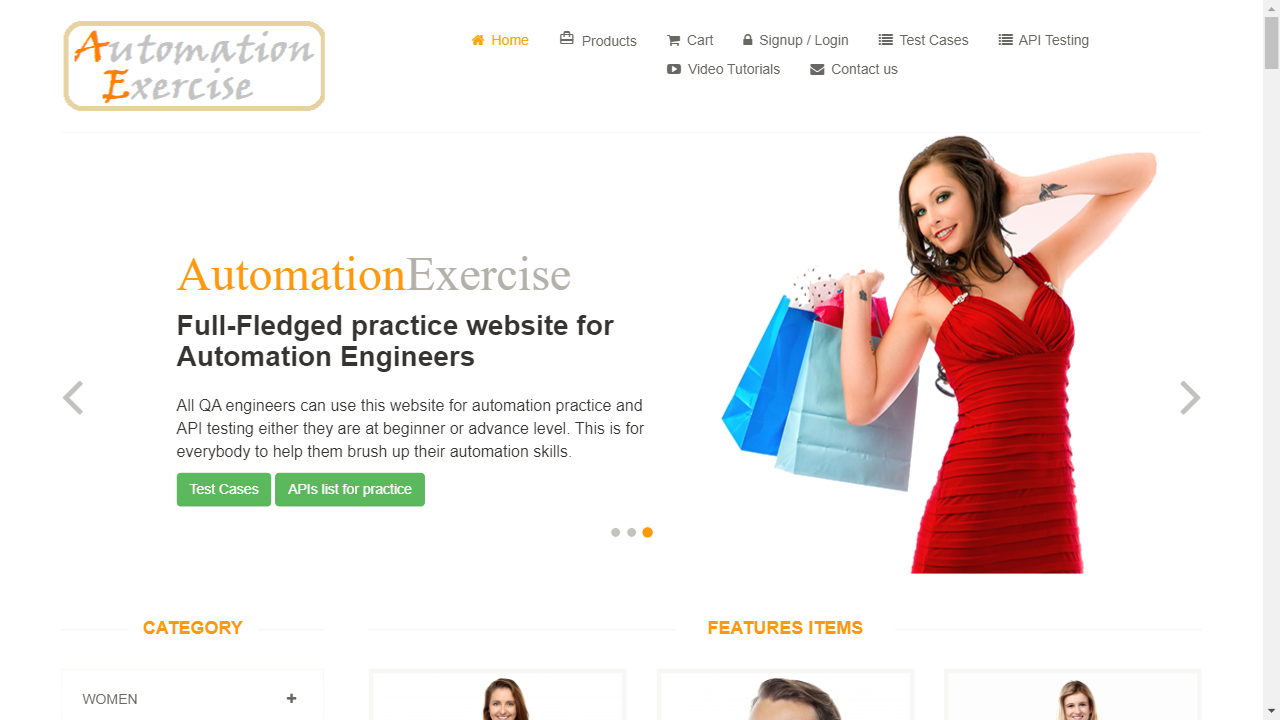 Automation
Exercise
Home
Products
Cart
Signup / Login
Test Cases
API Testing
Video Tutorials
Contact us
AutomationExercise
Full-Fledged practice website for
Automation Engineers
All QA engineers can use this website for automation practice and
API testing either they are at beginner or advance level. This is for
everybody to help them brush up their automation skills.
Test Cases
APIs list for practice
CATEGORY
FEATURES ITEMS
WOMEN